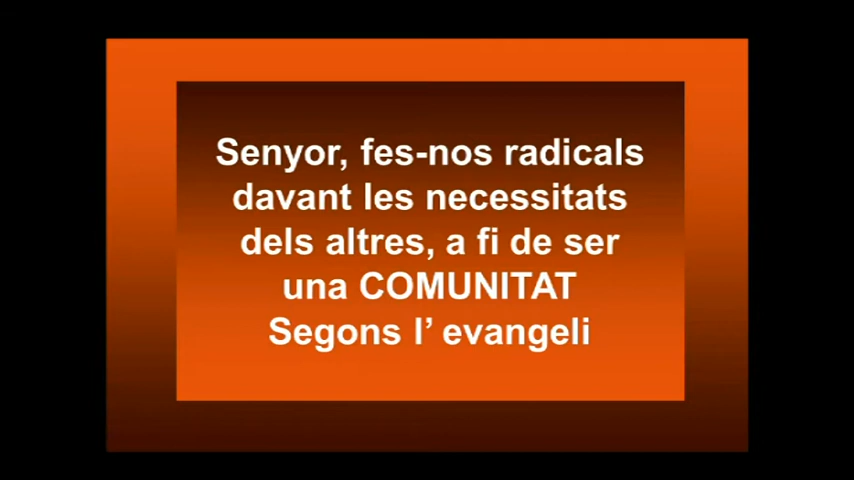 Senyor, fes-nos radicals
davant les necessitats
dels altres, a fi de ser
una COMUNITAT
Segons l’ evangeli